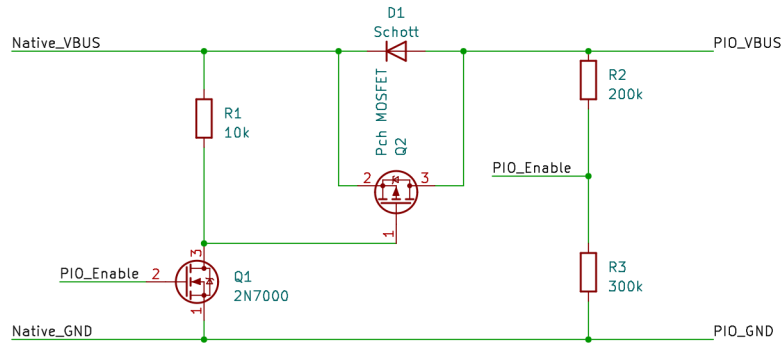 D1
Schott
Native_VBUS
PIO_VBUS
R1
10k
Pch MOSFET
Q2
R2
200k
2
3
1
PIO_Enable
3
PIO_Enable
2
Q1
2N7000
1
R3
300k
Native_GND
PIO_GND